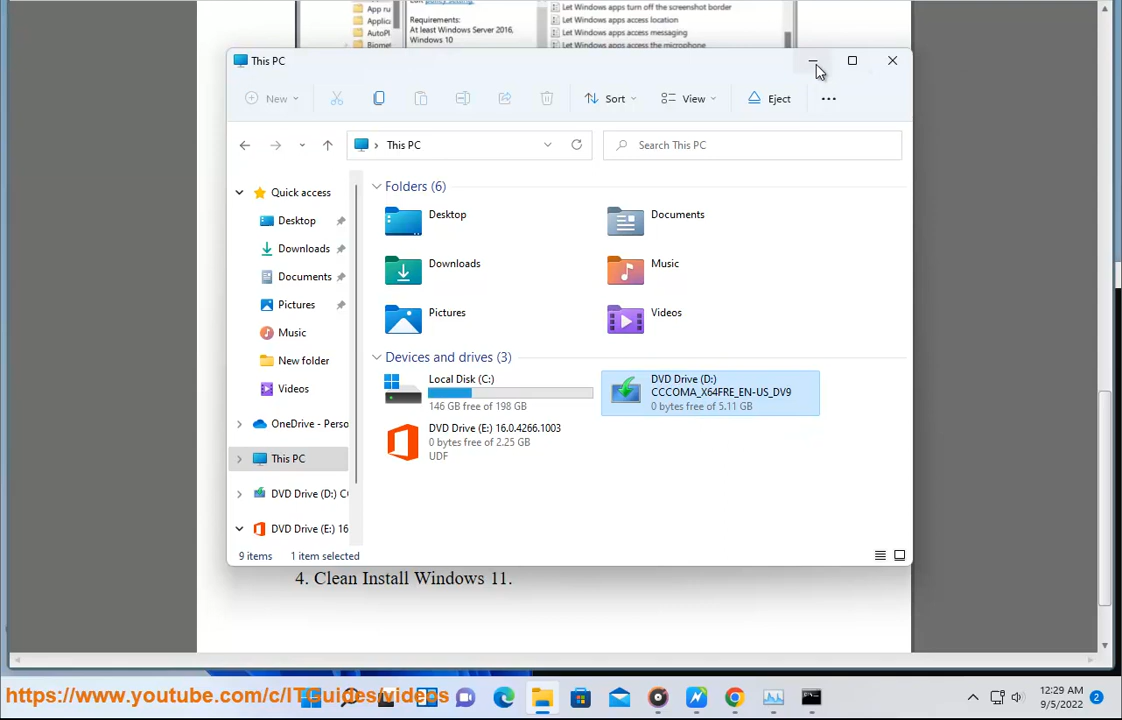 App ru
Applic
AutoPl
Biomet
Edit policy setting.
Requirements:
At least Windows Server 2016,
Windows 10
Let Windows apps turn off the screenshot border
Let Windows apps access location
Let Windows apps access messaging
Let Windows apps access the microphone
This PC
New
Sort
View
Eject
This PC
Search This PC
Quick access
Desktop
Downloads
Documents
Pictures
Music
New folder
Videos
OneDrive - Perso
This PC
DVD Drive (D:) C
DVD Drive (E:) 16
Folders (6)
Desktop
Documents
Downloads
Music
Pictures
Videos
Devices and drives (3)
Local Disk (C:)
146 GB free of 198 GB
DVD Drive (D:)
CCCOMA_X64FRE_EN-US_DV9
0 bytes free of 5.11 GB
DVD Drive (E:) 16.0.4266.1003
0 bytes free of 2.25 GB
UDF
9 items
1 item selected
4. Clean Install Windows 11.
https://www.youtube.com/c/ITGuides/videos
12:29 AM
9/5/2022
2